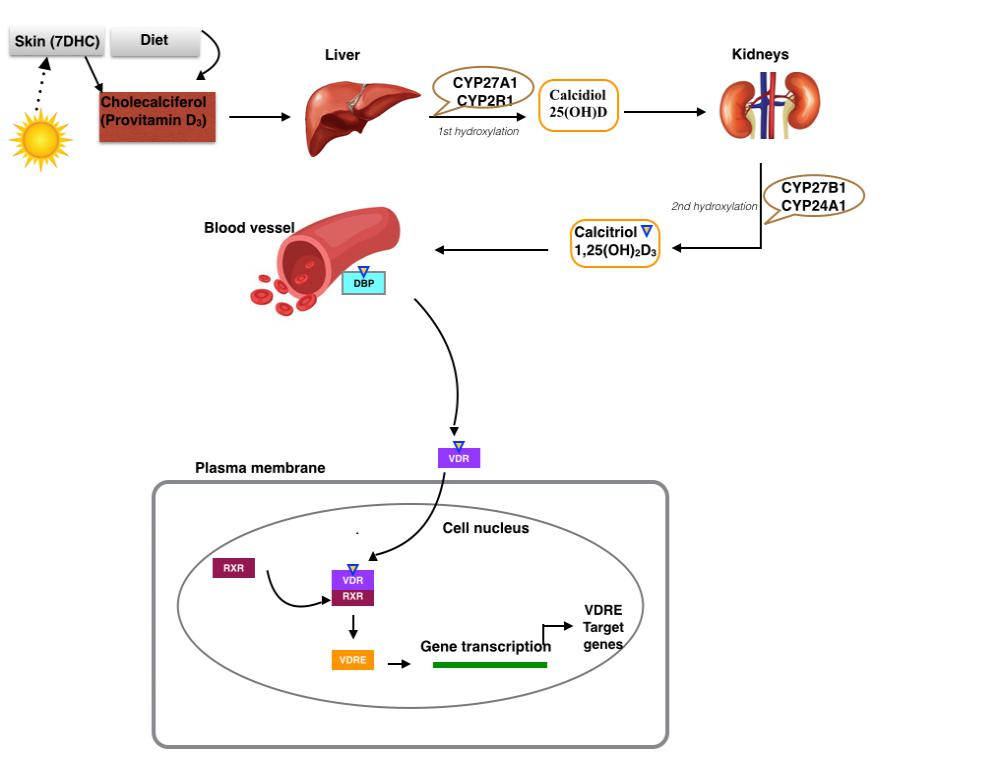 Skin (7DHC)
Diet
Cholecalciferol
(Provitamin D₃)
Liver
CYP27A1
CYP2R1
1st hydroxylation
Calcidiol
25(OH)D
Kidneys
CYP27B1
CYP24A1
2nd hydroxylation
Calcitriol
1,25(OH)₂D₃
Blood vessel
DBP
VDR
Plasma membrane
Cell nucleus
RXR
VDR
RXR
VDRE
Gene transcription
VDRE
Target
genes